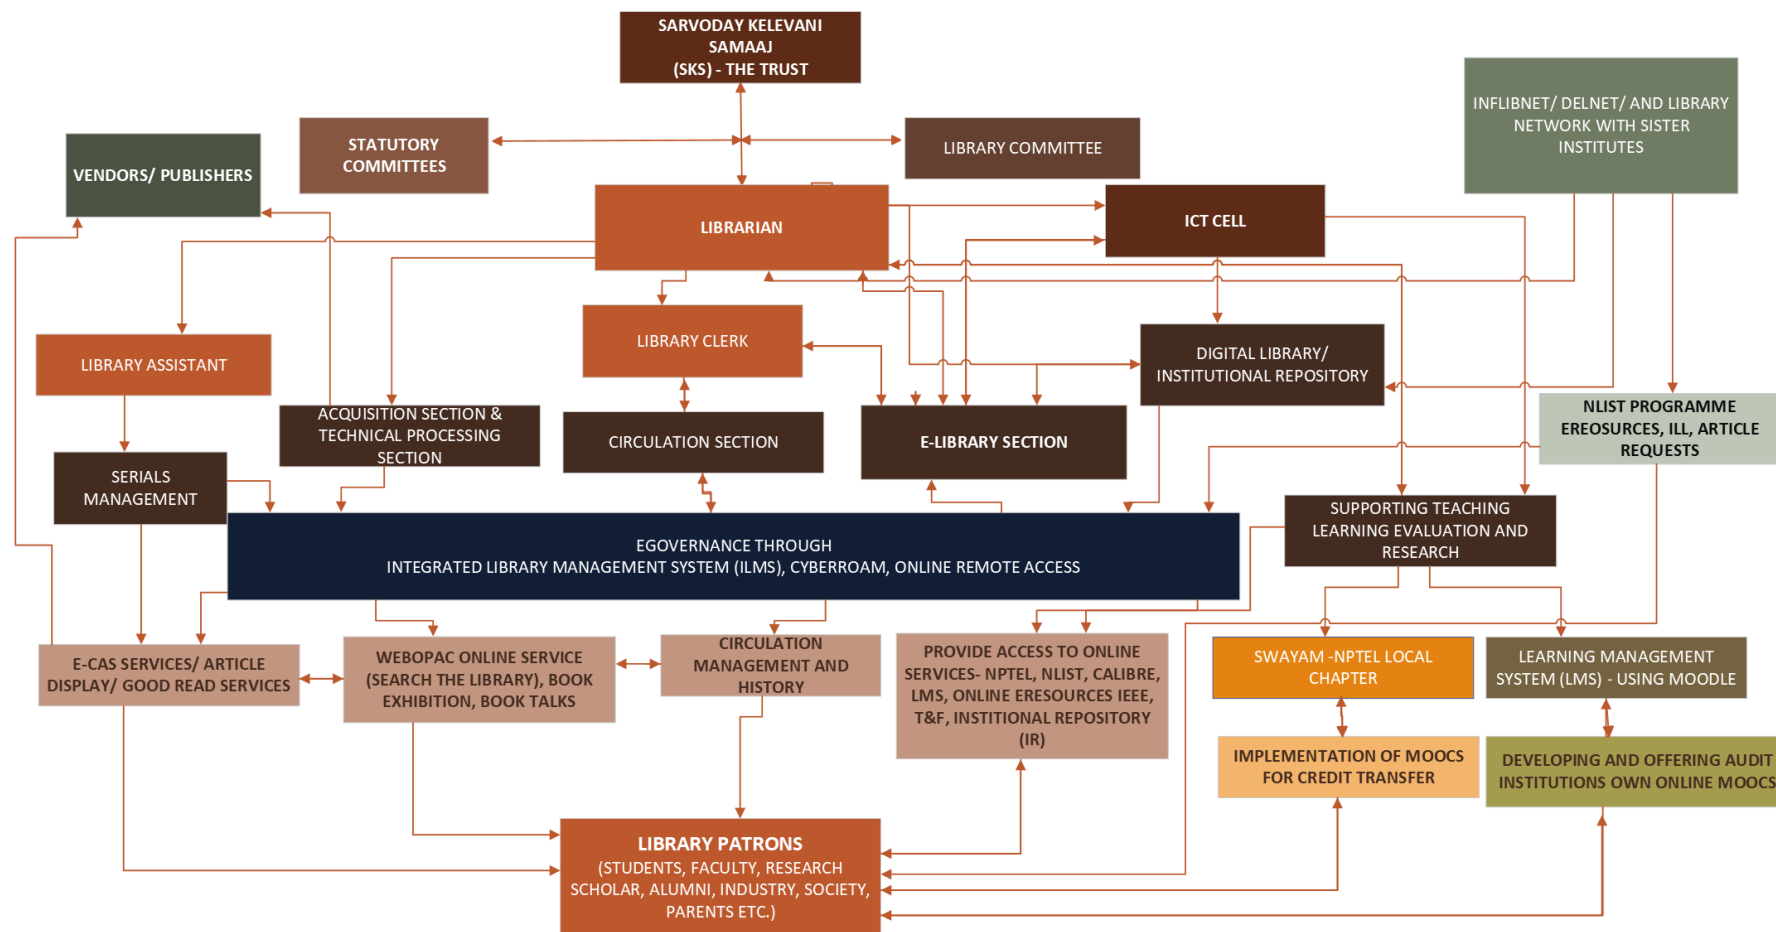 SARVODAY KELEVANI
SAMAAJ
(SKS) - THE TRUST
INFLIBNET/ DELNET/ AND LIBRARY
NETWORK WITH SISTER
INSTITUTES
STATUTORY
COMMITTEES
LIBRARY COMMITTEE
VENDORS/ PUBLISHERS
LIBRARIAN
ICT CELL
LIBRARY ASSISTANT
LIBRARY CLERK
DIGITAL LIBRARY/
INSTITUTIONAL REPOSITORY
ACQUISITION SECTION &
TECHNICAL PROCESSING
SECTION
CIRCULATION SECTION
E-LIBRARY SECTION
NLIST PROGRAMME
EREOSURCES, ILL, ARTICLE
REQUESTS
SERIALS
MANAGEMENT
SUPPORTING TEACHING
LEARNING EVALUATION AND
RESEARCH
EGOVERNANCE THROUGH
INTEGRATED LIBRARY MANAGEMENT SYSTEM (ILMS), CYBERROAM, ONLINE REMOTE ACCESS
E-CAS SERVICES/ ARTICLE
DISPLAY/ GOOD READ SERVICES
WEBOPAC ONLINE SERVICE
(SEARCH THE LIBRARY), BOOK
EXHIBITION, BOOK TALKS
CIRCULATION
MANAGEMENT AND
HISTORY
PROVIDE ACCESS TO ONLINE
SERVICES- NPTEL, NLIST, CALIBRE,
LMS, ONLINE ERESOURCES IEEE,
T&F, INSTITIONAL REPOSITORY
(IR)
SWAYAM -NPTEL LOCAL
CHAPTER
LEARNING MANAGEMENT
SYSTEM (LMS) - USING MOODLE
IMPLEMENTATION OF MOOCS
FOR CREDIT TRANSFER
DEVELOPING AND OFFERING AUDIT
INSTITUTIONS OWN ONLINE MOOCS
LIBRARY PATRONS
(STUDENTS, FACULTY, RESEARCH
SCHOLAR, ALUMNI, INDUSTRY, SOCIETY,
PARENTS ETC.)